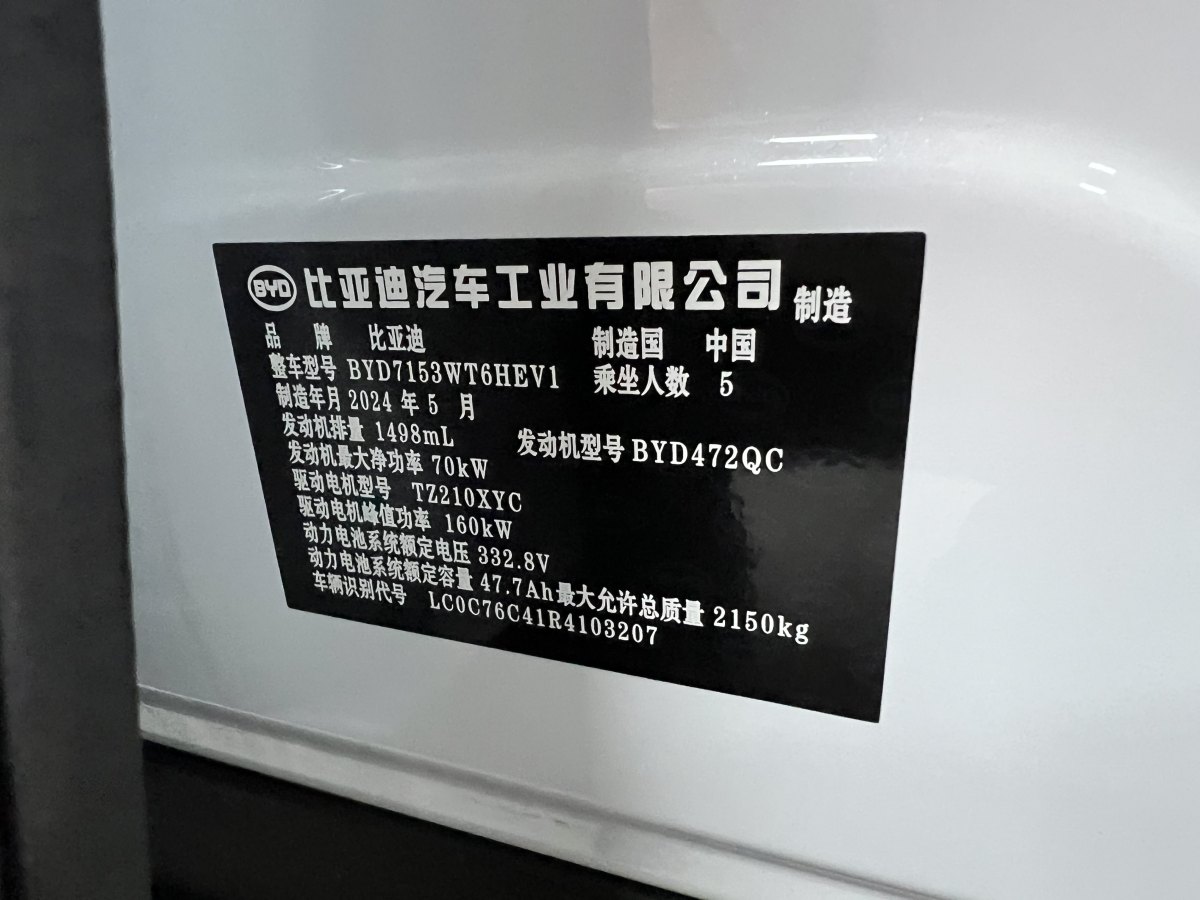 BYD 比亚迪汽车工业有限公司 制造
品 牌 比亚迪 制造国 中国
整车型号 BYD7153WT6HEV1 乘坐人数 5
制造年月 2024 年 5 月
发动机排量 1498mL 发动机型号 BYD472QC
发动机最大净功率 70kW
驱动电机型号 TZ210XYC
驱动电机峰值功率 160kW
动力电池系统额定电压 332.8V
动力电池系统额定容量 47.7Ah 最大允许总质量 2150kg
车辆识别代号 LC0C76C41R4103207